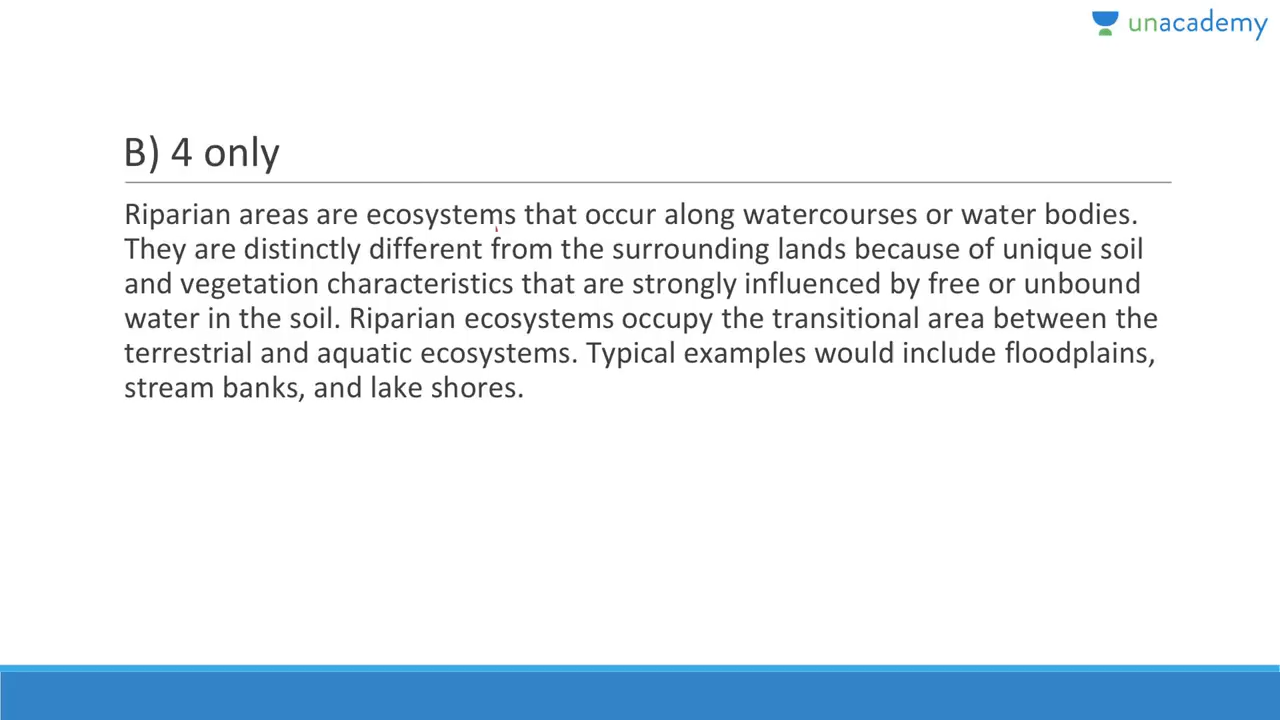 unacademy
B) 4 only
Riparian areas are ecosystems that occur along watercourses or water bodies.
They are distinctly different from the surrounding lands because of unique soil
and vegetation characteristics that are strongly influenced by free or unbound
water in the soil. Riparian ecosystems occupy the transitional area between the
terrestrial and aquatic ecosystems. Typical examples would include floodplains,
stream banks, and lake shores.